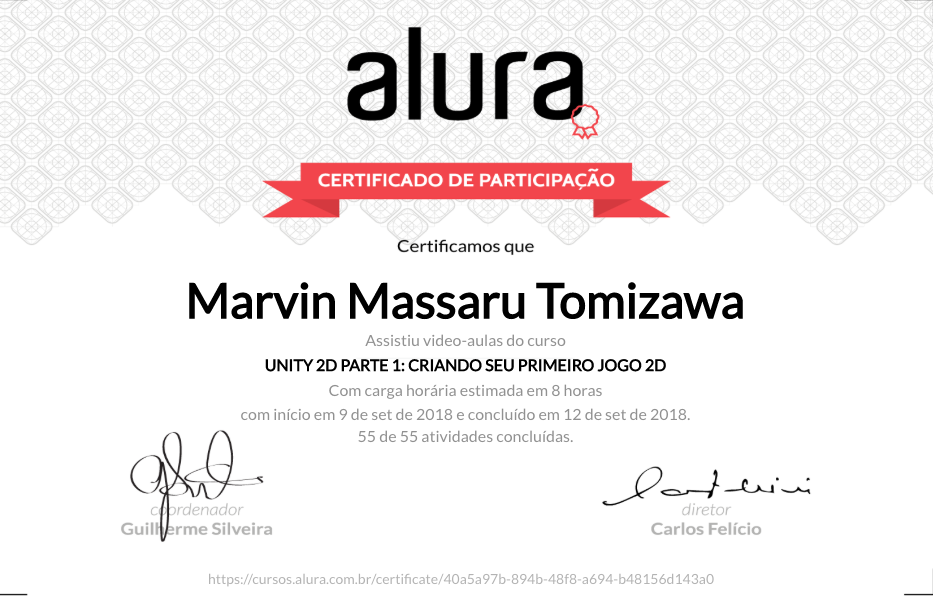 alura
CERTIFICADO DE PARTICIPAÇÃO
Certificamos que
Marvin Massaru Tomizawa
Assistiu video-aulas do curso
UNITY 2D PARTE 1: CRIANDO SEU PRIMEIRO JOGO 2D
Com carga horária estimada em 8 horas
com início em 9 de set de 2018 e concluído em 12 de set de 2018.
55 de 55 atividades concluídas.
coordenador
Guilherme Silveira
diretor
Carlos Felício
https://cursos.alura.com.br/certificate/40a5a97b-894b-48f8-a694-b48156d143a0